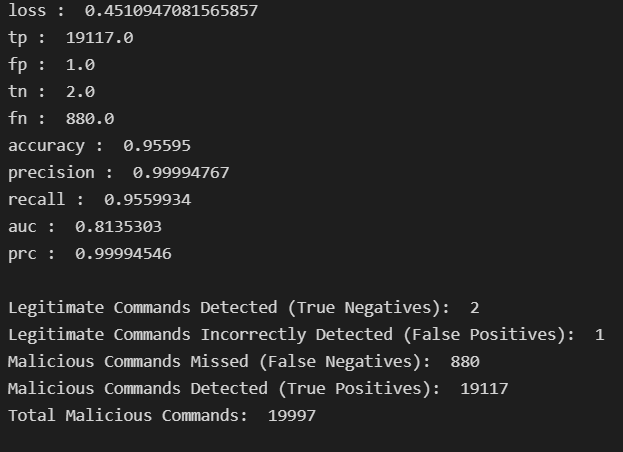 loss :  0.4510947081565857
tp :  19117.0
fp :  1.0
tn :  2.0
fn :  880.0
accuracy :  0.95595
precision :  0.99994767
recall :  0.9559934
auc :  0.8135303
prc :  0.99994546
Legitimate Commands Detected (True Negatives):  2
Legitimate Commands Incorrectly Detected (False Positives):  1
Malicious Commands Missed (False Negatives):  880
Malicious Commands Detected (True Positives):  19117
Total Malicious Commands:  19997